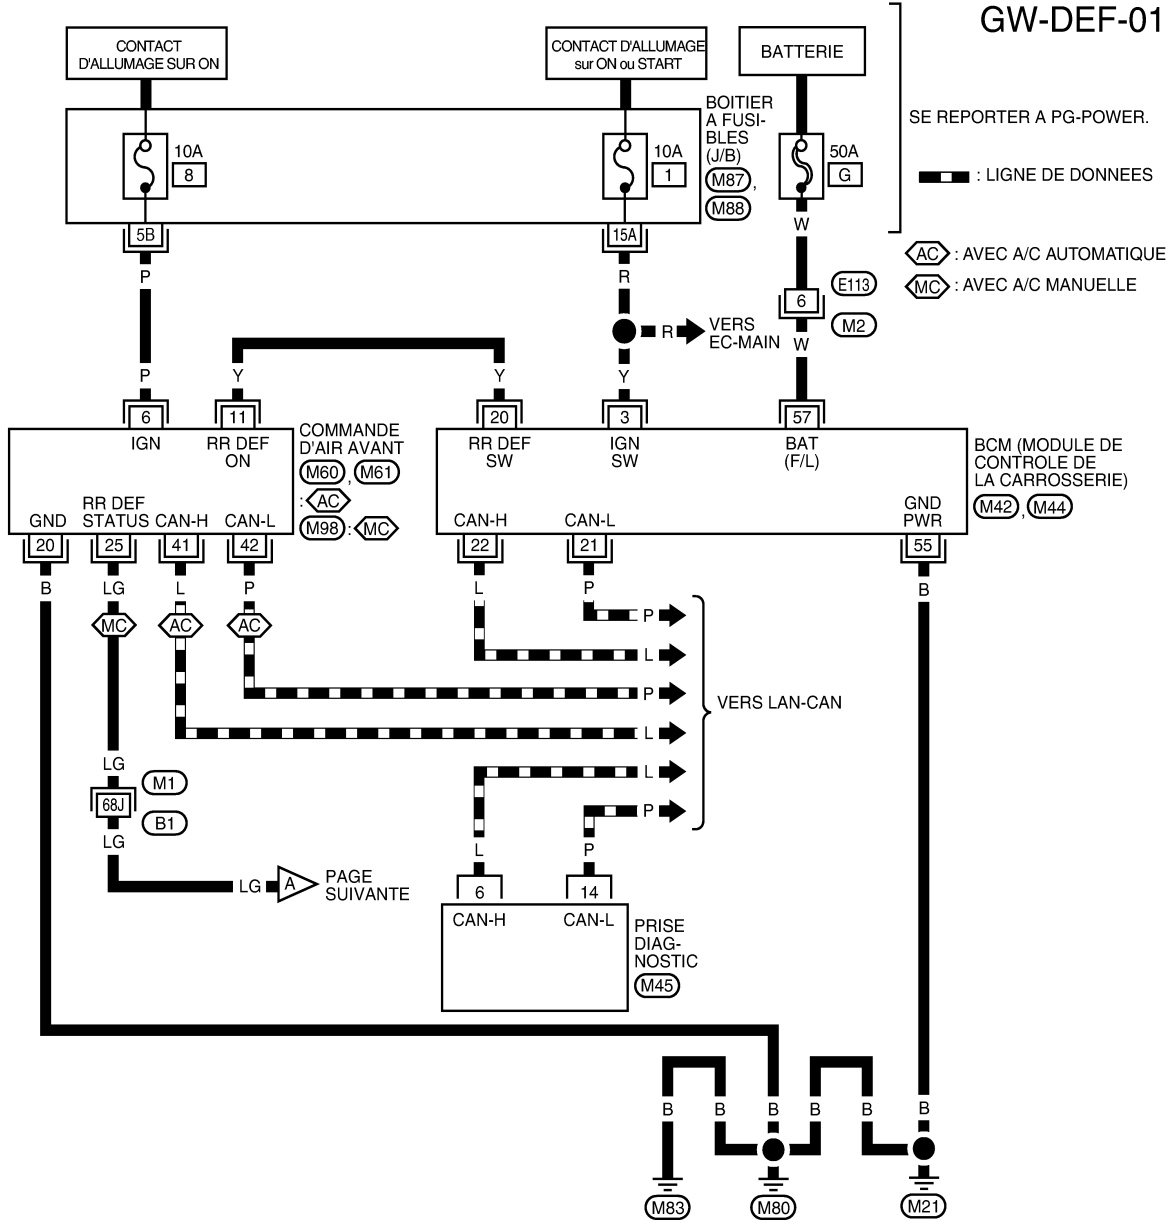 GW-DEF-01
CONTACT
D'ALLUMAGE SUR ON
CONTACT D'ALLUMAGE
sur ON ou START
BATTERIE
BOITIER
A FUSI-
BLES
(J/B)
M87 ,
M88
10A
8
10A
1
50A
G
SE REPORTER A PG-POWER.
: LIGNE DE DONNEES
AC : AVEC A/C AUTOMATIQUE
MC : AVEC A/C MANUELLE
5B
15A
W
P
R
6
E113
M2
R
VERS
EC-MAIN
W
P
Y
Y
Y
6
11
20
3
57
IGN
RR DEF
ON
RR DEF
SW
IGN
SW
BAT
(F/L)
COMMANDE
D'AIR AVANT
M60 , M61
: AC
M98 : MC
BCM (MODULE DE
CONTROLE DE
LA CARROSSERIE)
M42 , M44
GND
RR DEF
STATUS
CAN-H
CAN-L
CAN-H
CAN-L
GND
PWR
20
25
41
42
22
21
55
B
LG
L
P
L
P
B
MC
AC
AC
P
L
P
L
L
P
VERS LAN-CAN
LG
M1
68J
B1
LG
LG
A
PAGE
SUIVANTE
L
P
6
14
CAN-H
CAN-L
PRISE
DIAG-
NOSTIC
M45
B
B
B
B
B
B
M83
M80
M21